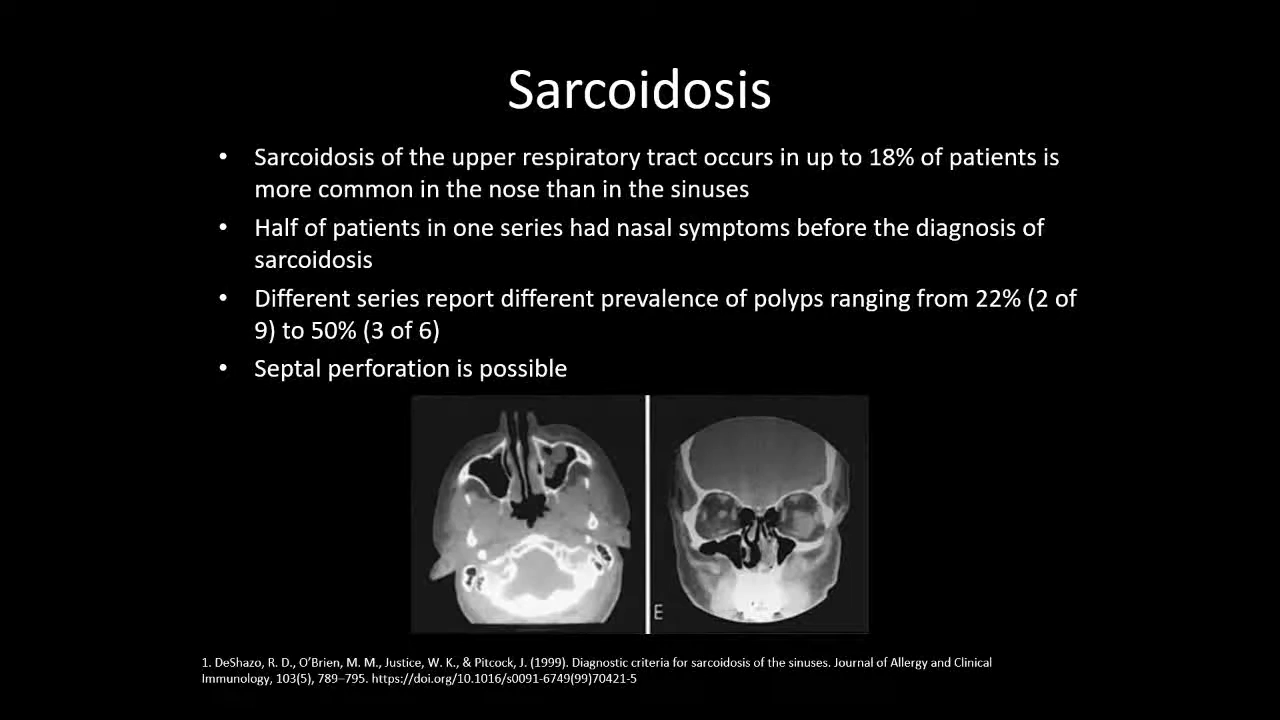 Sarcoidosis
• Sarcoidosis of the upper respiratory tract occurs in up to 18% of patients is
more common in the nose than in the sinuses
• Half of patients in one series had nasal symptoms before the diagnosis of
sarcoidosis
• Different series report different prevalence of polyps ranging from 22% (2 of
9) to 50% (3 of 6)
• Septal perforation is possible
E
1. DeShazo, R. D., O’Brien, M. M., Justice, W. K., & Pitcock, J. (1999). Diagnostic criteria for sarcoidosis of the sinuses. Journal of Allergy and Clinical
Immunology, 103(5), 789–795. https://doi.org/10.1016/s0091-6749(99)70421-5